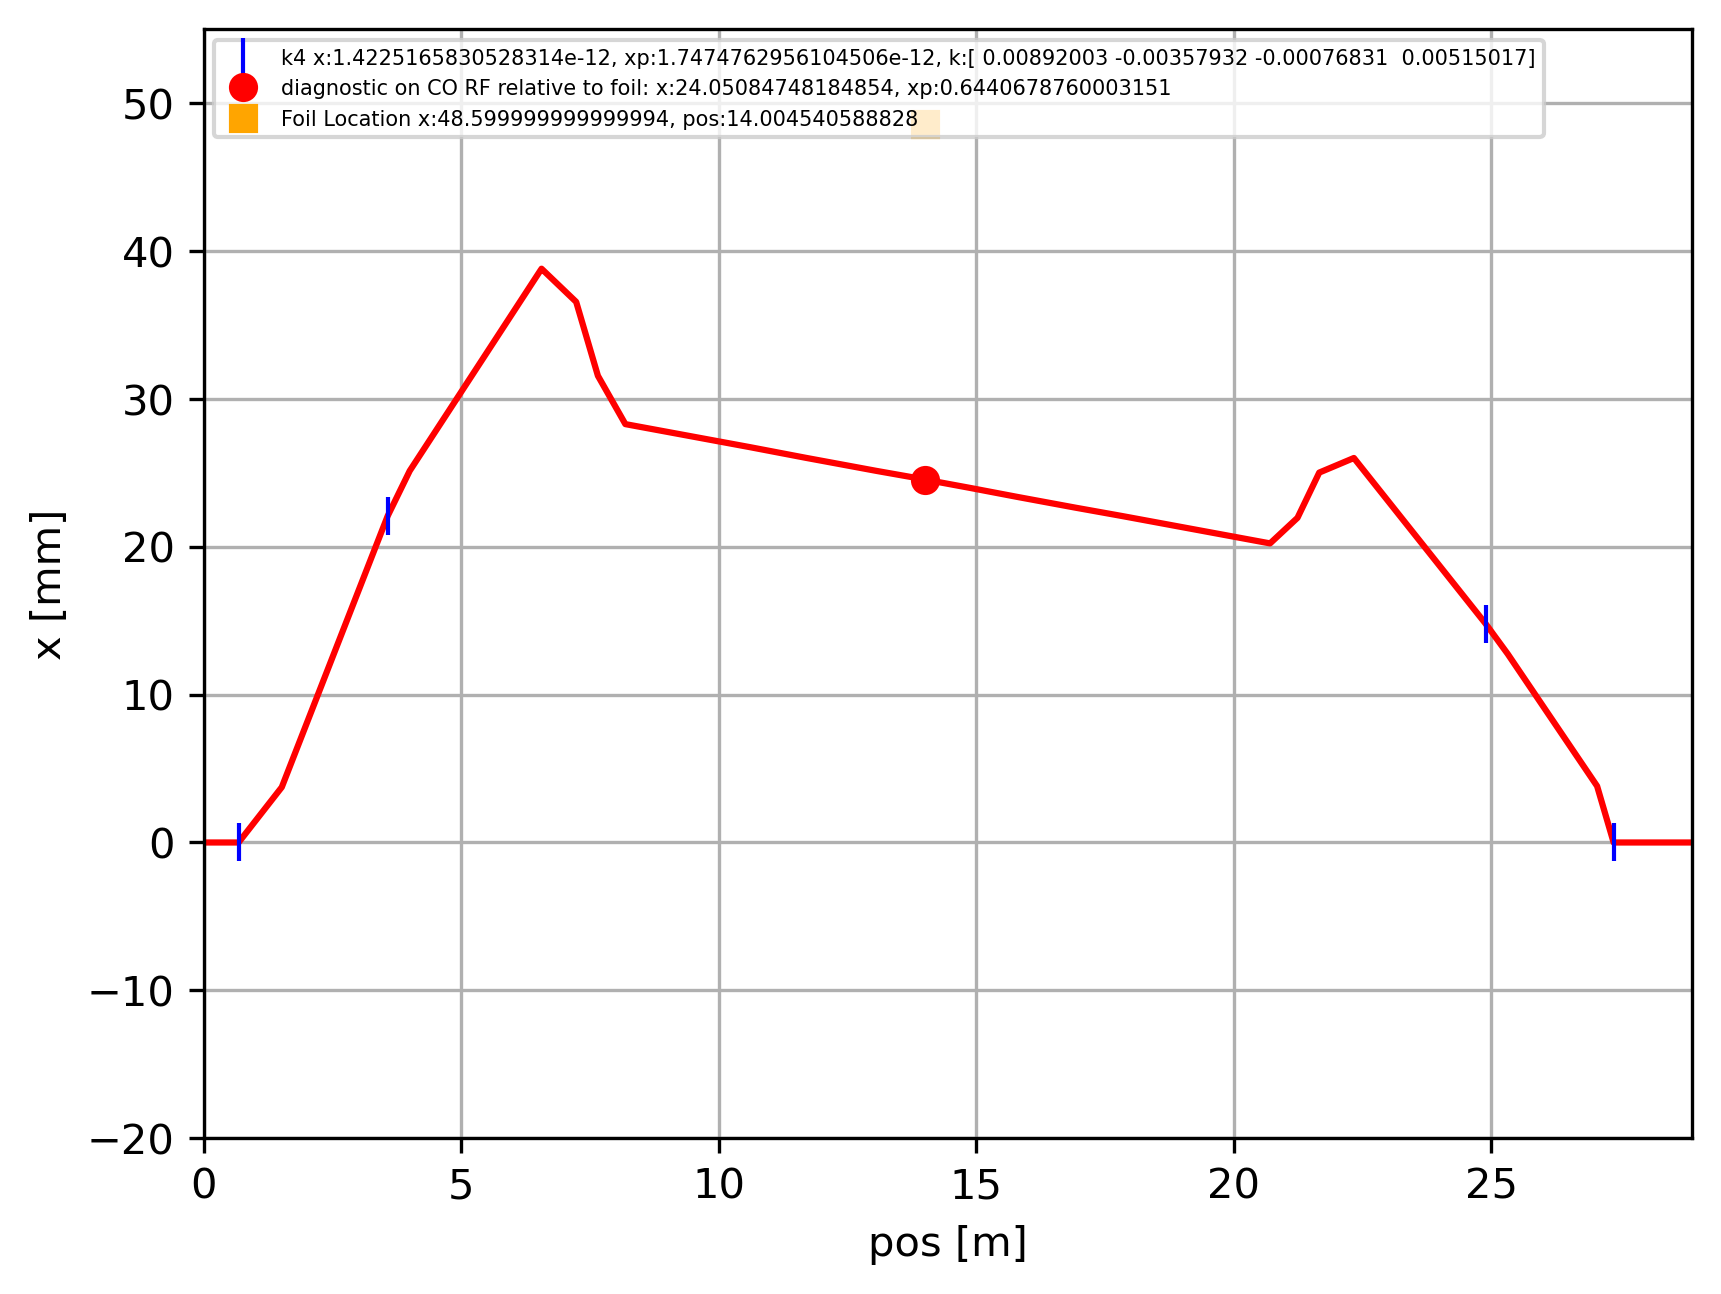 k4 x:1.4225165830528314e-12, xp:1.7474762956104506e-12, k:[ 0.00892003 -0.00357932 -0.00076831  0.00515017]
diagnostic on CO RF relative to foil: x:24.05084748184854, xp:0.6440678760003151
Foil Location x:48.599999999999994, pos:14.004540588828
50
40
30
20
10
0
−10
−20
x [mm]
0 5 10 15 20 25
pos [m]